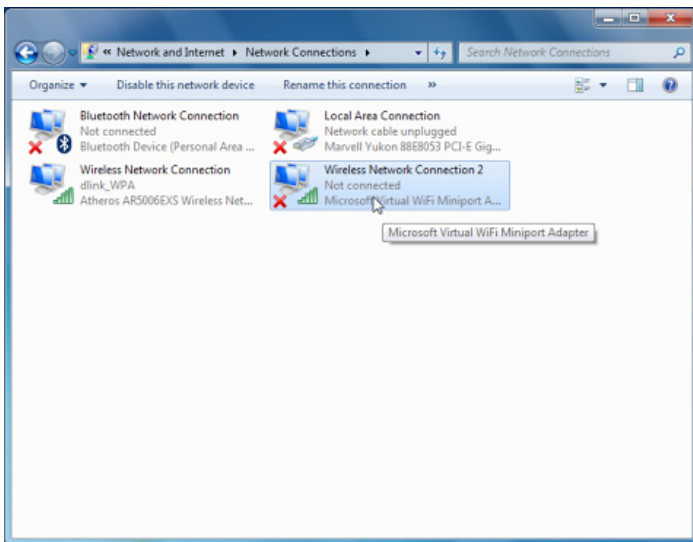 « Network and Internet ▸ Network Connections ▸
Search Network Connections
Organize ▾ Disable this network device Rename this connection »
Bluetooth Network Connection
Not connected
Bluetooth Device (Personal Area ...
Local Area Connection
Network cable unplugged
Marvell Yukon 88E8053 PCI-E Gig...
Wireless Network Connection
dlink_WPA
Atheros AR5006EXS Wireless Net...
Wireless Network Connection 2
Not connected
Microsoft Virtual WiFi Miniport A...
Microsoft Virtual WiFi Miniport Adapter